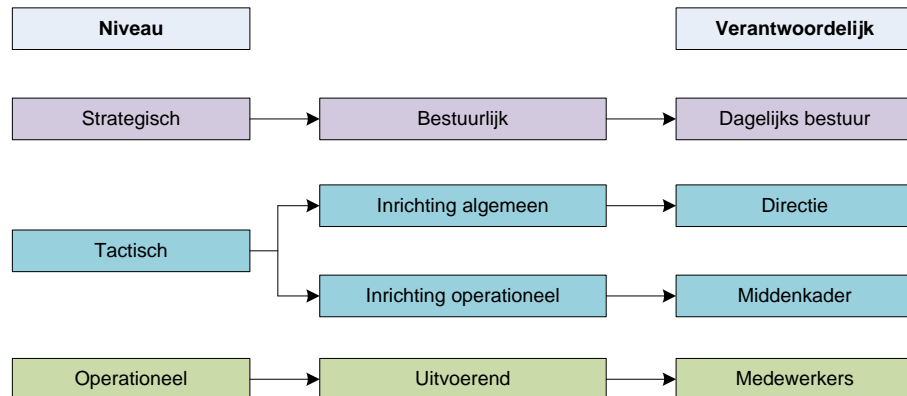 Niveau
Verantwoordelijk
Strategisch
Bestuurlijk
Dagelijks bestuur
Inrichting algemeen
Directie
Tactisch
Inrichting operationeel
Middenkader
Operationeel
Uitvoerend
Medewerkers